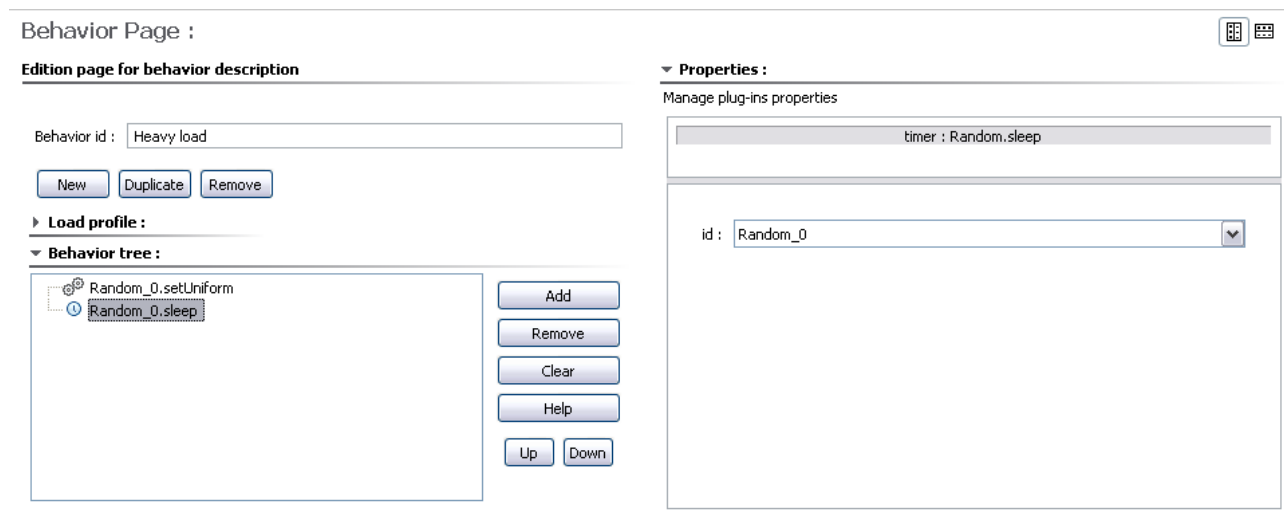 Behavior Page :
Edition page for behavior description
Behavior id : Heavy load
New Duplicate Remove
Load profile :
Behavior tree :
Random_0.setUniform
Random_0.sleep
Add
Remove
Clear
Help
Up Down
Properties :
Manage plug-ins properties
timer : Random.sleep
id : Random_0